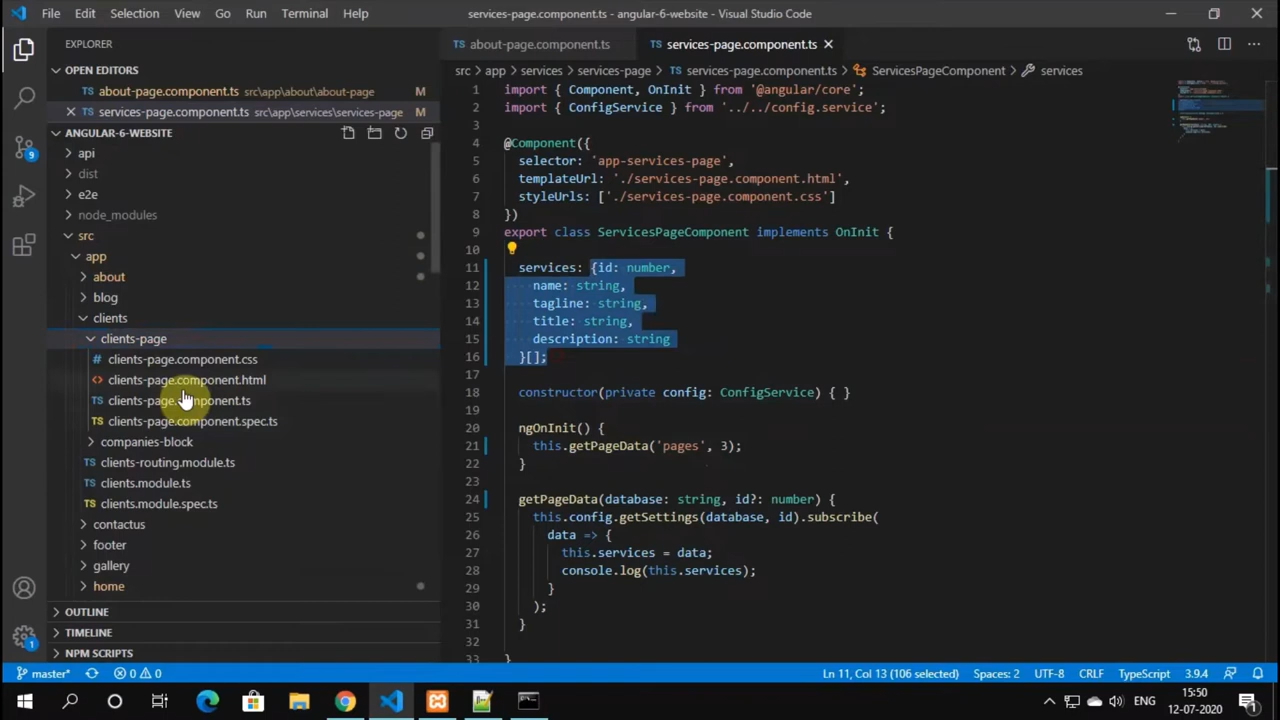 File Edit Selection View Go Run Terminal Help services-page.component.ts - angular-6-website - Visual Studio Code
EXPLORER
OPEN EDITORS
about-page.component.ts src\app\about\about-page M
services-page.component.ts src\app\services\services-page M
ANGULAR-6-WEBSITE
api
dist
e2e
node_modules
src
app
about
blog
clients
clients-page
clients-page.component.css
clients-page.component.html
clients-page.component.ts
clients-page.component.spec.ts
companies-block
clients-routing.module.ts
clients.module.ts
clients.module.spec.ts
contactus
footer
gallery
home
OUTLINE
TIMELINE
NPM SCRIPTS
9
1
about-page.component.ts services-page.component.ts
src > app > services > services-page > services-page.component.ts > ServicesPageComponent > services
1 import { Component, OnInit } from '@angular/core';
2 import { ConfigService } from '../../config.service';
3
4 @Component({
5 selector: 'app-services-page',
6 templateUrl: './services-page.component.html',
7 styleUrls: ['./services-page.component.css']
8 })
9 export class ServicesPageComponent implements OnInit {
10
11 services: {id: number,
12 name: string,
13 tagline: string,
14 title: string,
15 description: string
16 }[];
17
18 constructor(private config: ConfigService) { }
19
20 ngOnInit() {
21 this.getPageData('pages', 3);
22 }
23
24 getPageData(database: string, id?: number) {
25 this.config.getSettings(database, id).subscribe(
26 data => {
27 this.services = data;
28 console.log(this.services);
29 }
30 );
31 }
32
33 }
master* 0 0 Ln 11, Col 13 (106 selected) Spaces: 2 UTF-8 CRLF TypeScript 3.9.4
ENG 15:50
12-07-2020 1